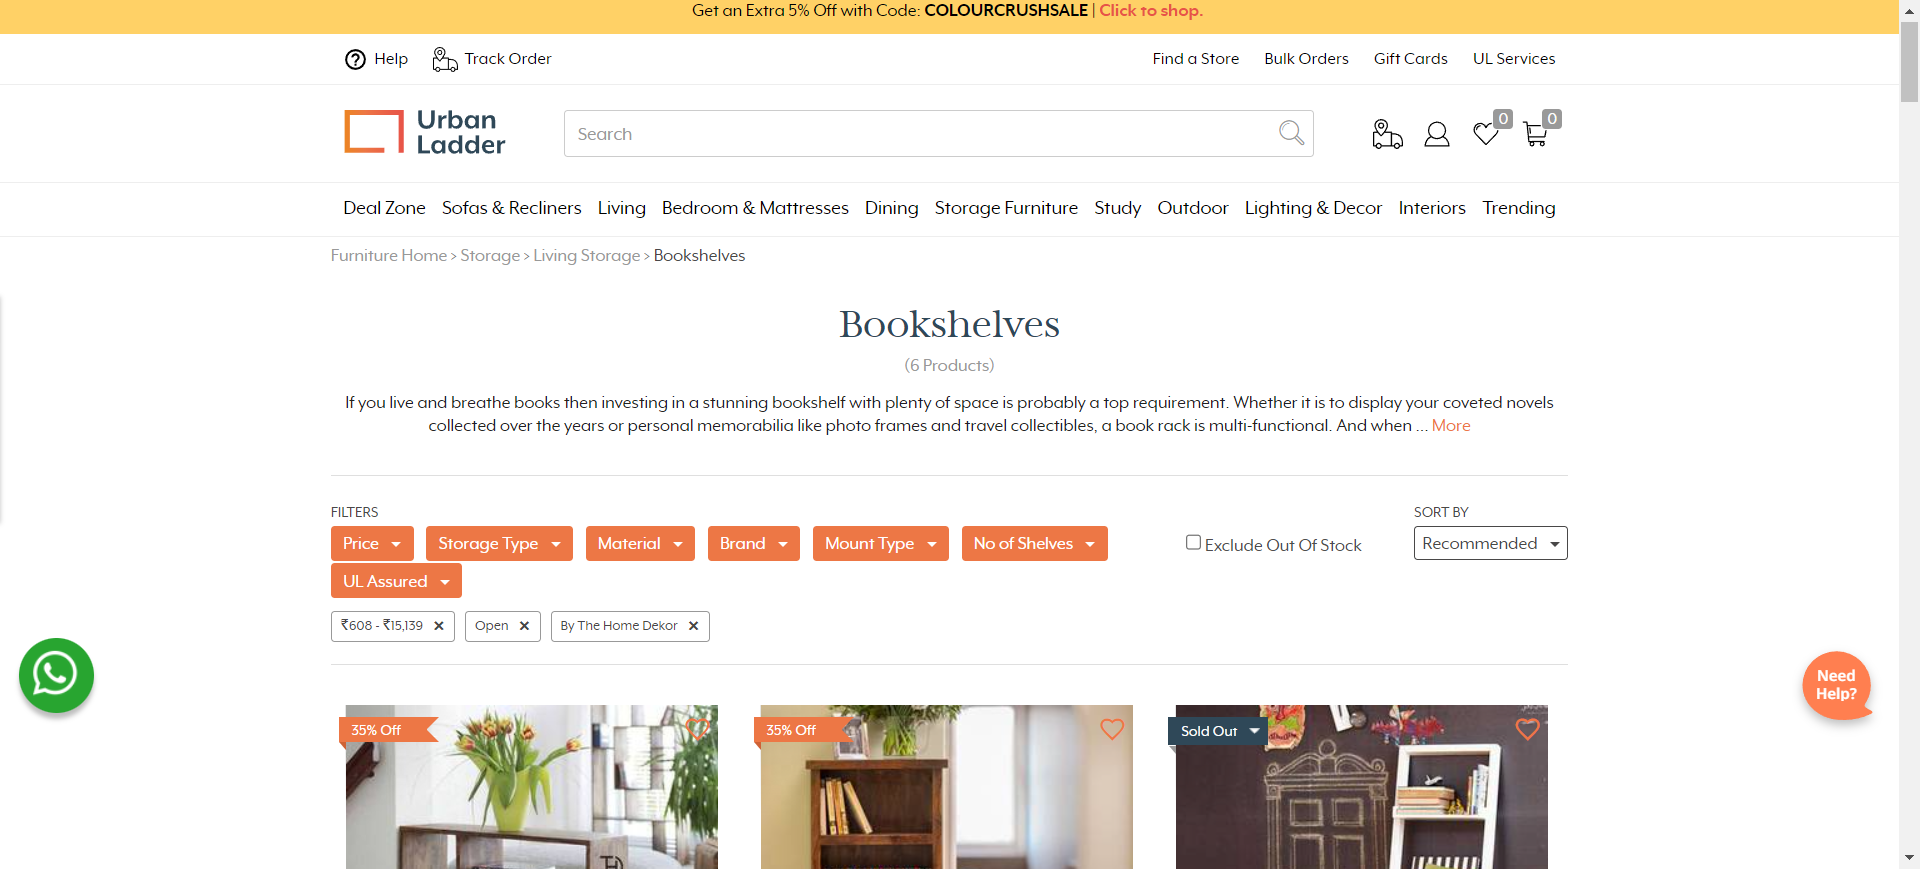 Get an Extra 5% Off with Code: COLOURCRUSHSALE | Click to shop.
Help Track Order Find a Store Bulk Orders Gift Cards UL Services
Urban
Ladder
Search
0 0
Deal Zone Sofas & Recliners Living Bedroom & Mattresses Dining Storage Furniture Study Outdoor Lighting & Decor Interiors Trending
Furniture Home > Storage > Living Storage > Bookshelves
Bookshelves
(6 Products)
If you live and breathe books then investing in a stunning bookshelf with plenty of space is probably a top requirement. Whether it is to display your coveted novels
collected over the years or personal memorabilia like photo frames and travel collectibles, a book rack is multi-functional. And when ... More
FILTERS SORT BY
Price Storage Type Material Brand Mount Type No of Shelves Exclude Out Of Stock Recommended
UL Assured
₹608 - ₹15,139 ✕ Open ✕ By The Home Dekor ✕
Need
Help?
35% Off 35% Off Sold Out